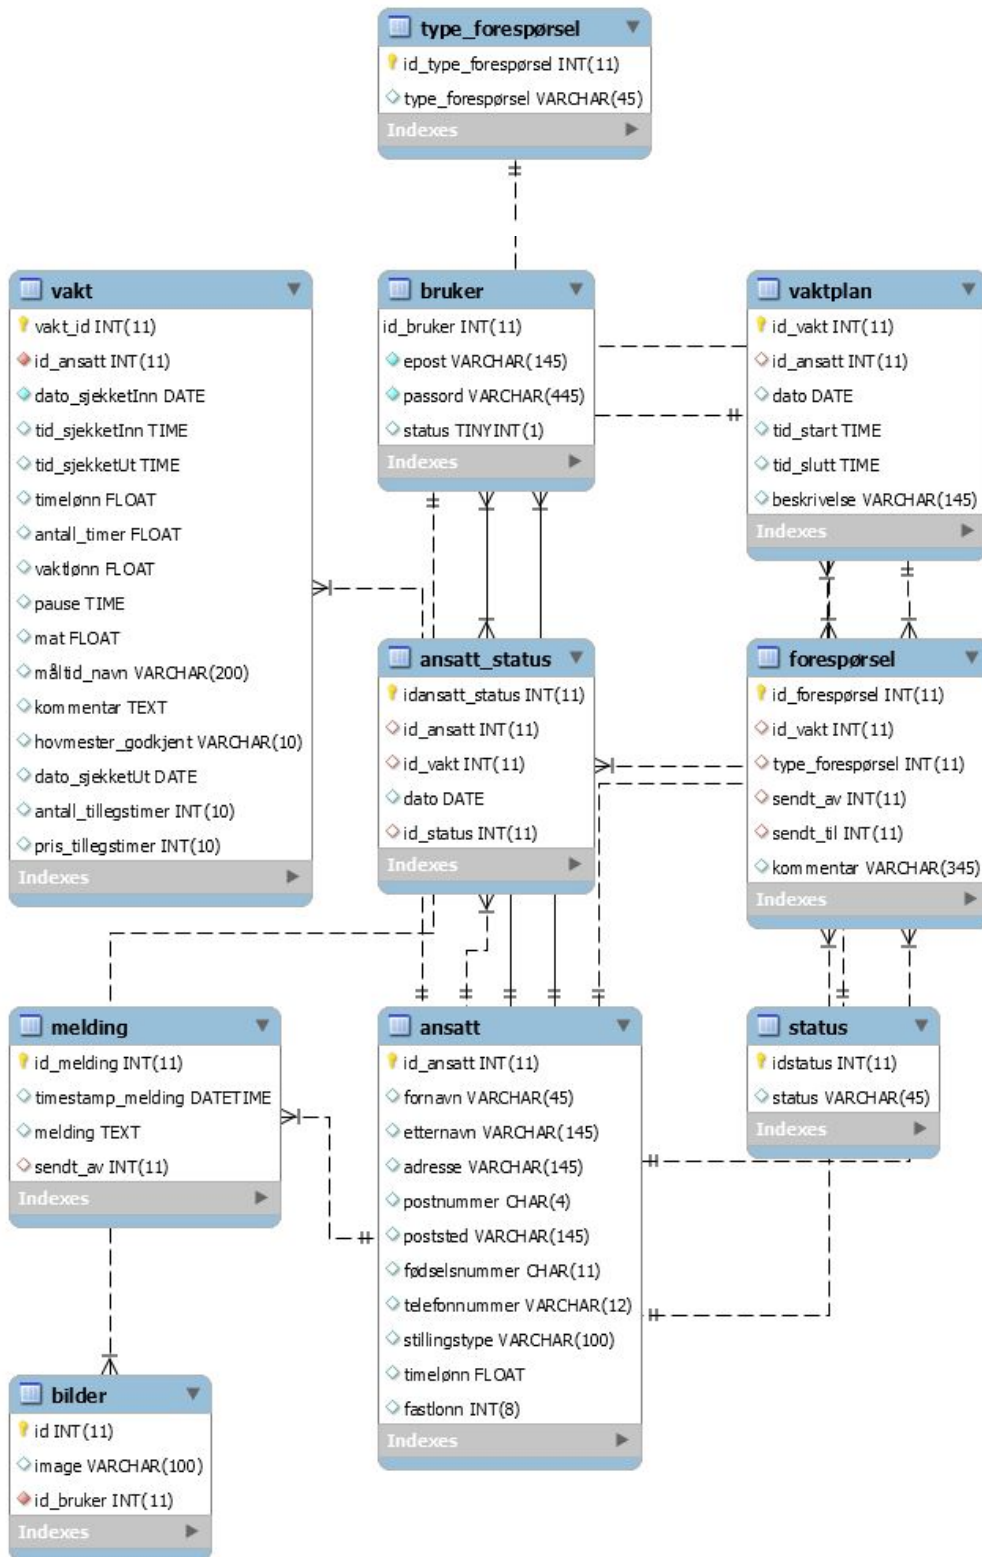 type_forespørsel
id_type_forespørsel INT(11)
type_forespørsel VARCHAR(45)
Indexes
vakt
vakt_id INT(11)
id_ansatt INT(11)
dato_sjekketInn DATE
tid_sjekketInn TIME
tid_sjekketUt TIME
timelønn FLOAT
antall_timer FLOAT
vaktlønn FLOAT
pause TIME
mat FLOAT
måltid_navn VARCHAR(200)
kommentar TEXT
hovmester_godkjent VARCHAR(10)
dato_sjekketUt DATE
antall_tillegstimer INT(10)
pris_tillegstimer INT(10)
Indexes
bruker
id_bruker INT(11)
epost VARCHAR(145)
passord VARCHAR(445)
status TINYINT(1)
Indexes
vaktplan
id_vakt INT(11)
id_ansatt INT(11)
dato DATE
tid_start TIME
tid_slutt TIME
beskrivelse VARCHAR(145)
Indexes
ansatt_status
idansatt_status INT(11)
id_ansatt INT(11)
id_vakt INT(11)
dato DATE
id_status INT(11)
Indexes
forespørsel
id_forespørsel INT(11)
id_vakt INT(11)
type_forespørsel INT(11)
sendt_av INT(11)
sendt_til INT(11)
kommentar VARCHAR(345)
Indexes
melding
id_melding INT(11)
timestamp_melding DATETIME
melding TEXT
sendt_av INT(11)
Indexes
ansatt
id_ansatt INT(11)
fornavn VARCHAR(45)
etternavn VARCHAR(145)
adresse VARCHAR(145)
postnummer CHAR(4)
poststed VARCHAR(145)
fødselsnummer CHAR(11)
telefonnummer VARCHAR(12)
stillingstype VARCHAR(100)
timelønn FLOAT
fastlonn INT(8)
Indexes
status
idstatus INT(11)
status VARCHAR(45)
Indexes
bilder
id INT(11)
image VARCHAR(100)
id_bruker INT(11)
Indexes